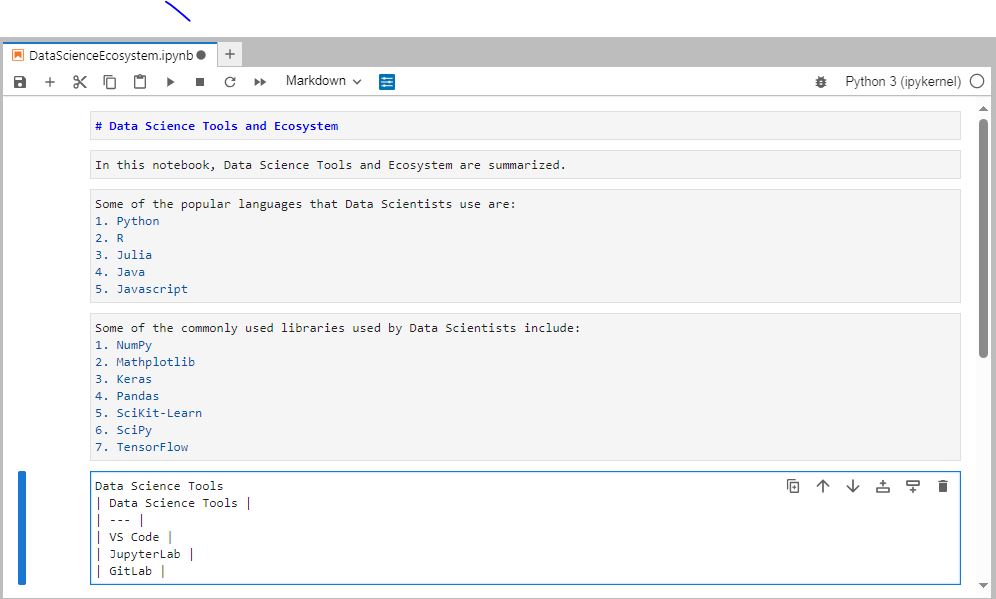 DataScienceEcosystem.ipynb
Markdown
Python 3 (ipykernel)
# Data Science Tools and Ecosystem
In this notebook, Data Science Tools and Ecosystem are summarized.
Some of the popular languages that Data Scientists use are:
1. Python
2. R
3. Julia
4. Java
5. Javascript
Some of the commonly used libraries used by Data Scientists include:
1. NumPy
2. Mathplotlib
3. Keras
4. Pandas
5. SciKit-Learn
6. SciPy
7. TensorFlow
Data Science Tools
| Data Science Tools |
| --- |
| VS Code |
| JupyterLab |
| GitLab |